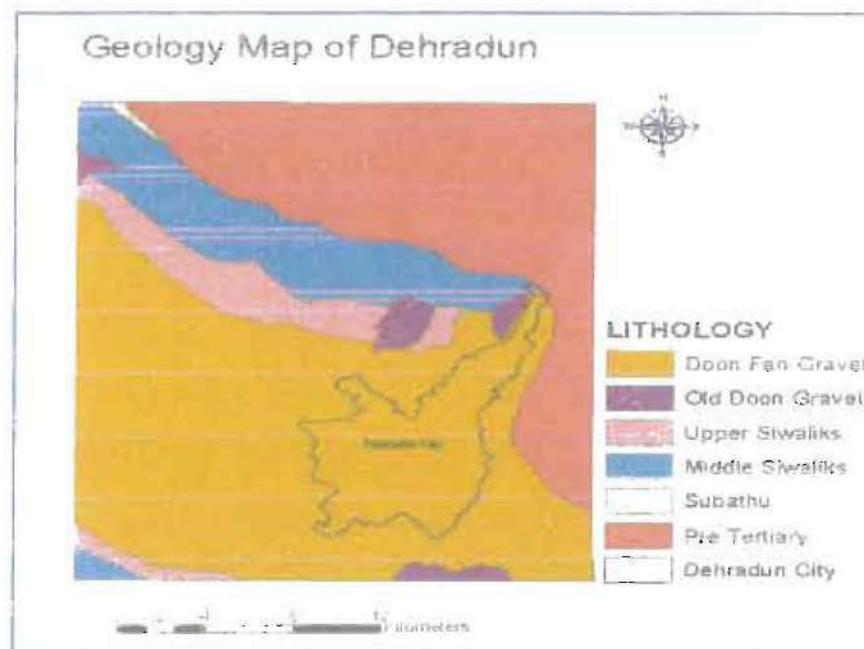 Geology Map of Dehradun
N
W
E
S
LITHOLOGY
Doon Fan Gravel
Old Doon Gravel
Upper Siwaliks
Middle Siwaliks
Subathu
Pre Tertiary
Dehradun City
Kilometers